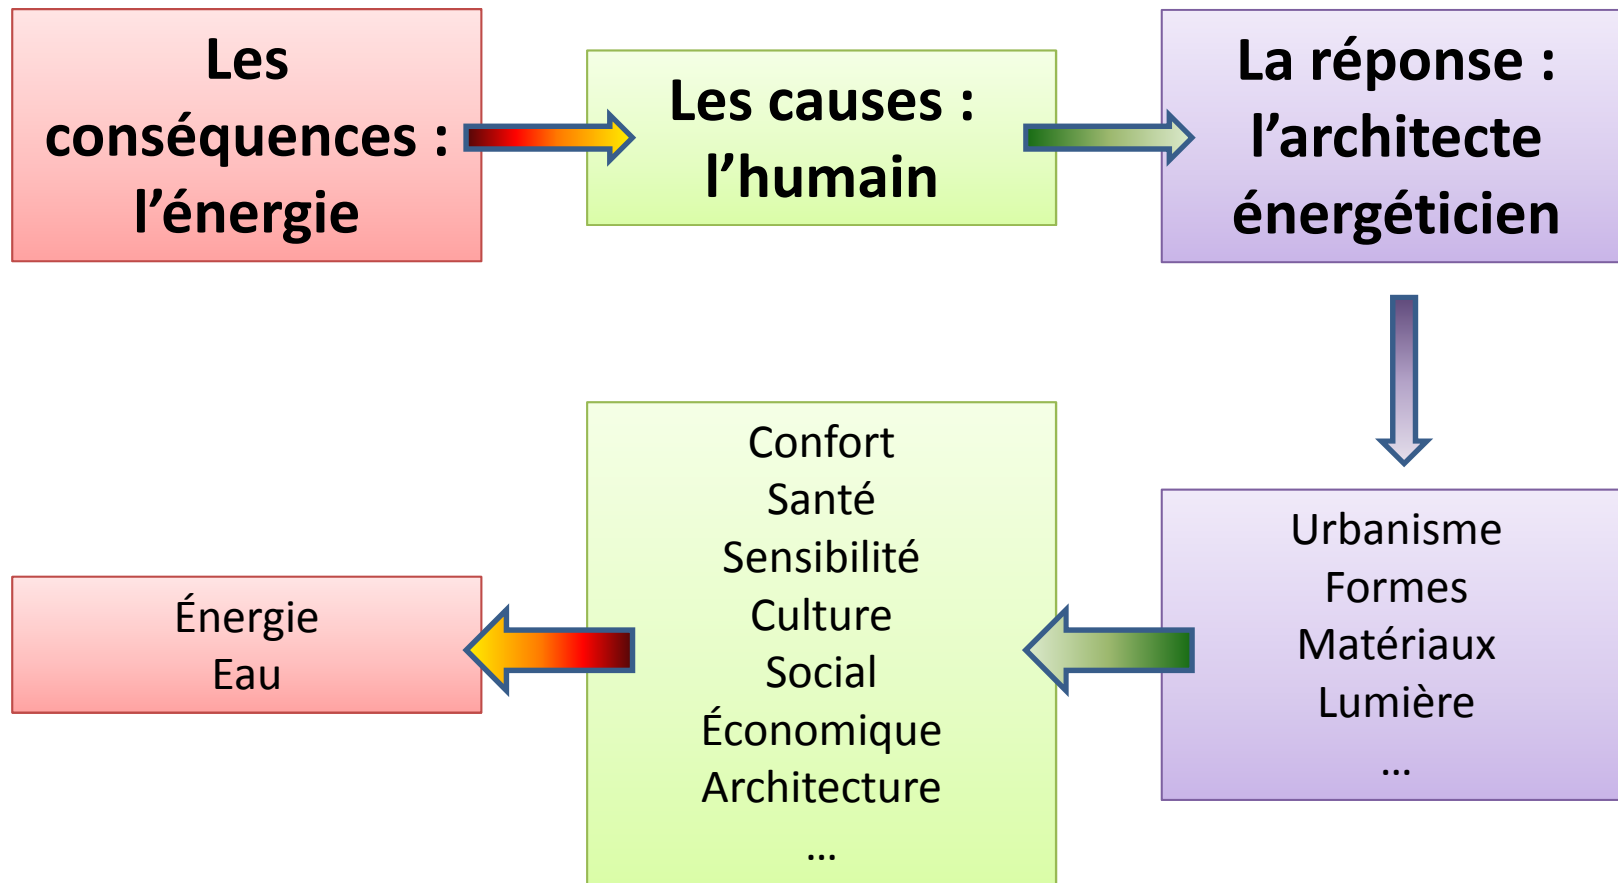 Les
conséquences :
l’énergie
Les causes :
l’humain
La réponse :
l’architecte
énergéticien
Énergie
Eau
Confort
Santé
Sensibilité
Culture
Social
Économique
Architecture
…
Urbanisme
Formes
Matériaux
Lumière
…